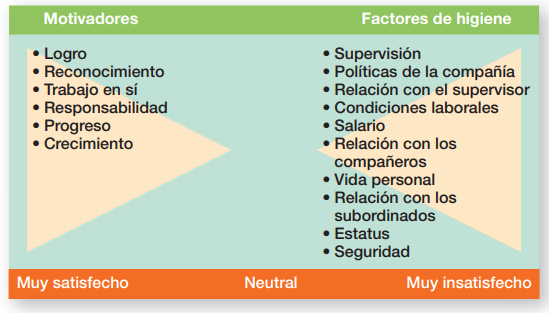 Motivadores
• Logro
• Reconocimiento
• Trabajo en sí
• Responsabilidad
• Progreso
• Crecimiento
Factores de higiene
• Supervisión
• Políticas de la compañía
• Relación con el supervisor
• Condiciones laborales
• Salario
• Relación con los
compañeros
• Vida personal
• Relación con los
subordinados
• Estatus
• Seguridad
Muy satisfecho
Neutral
Muy insatisfecho